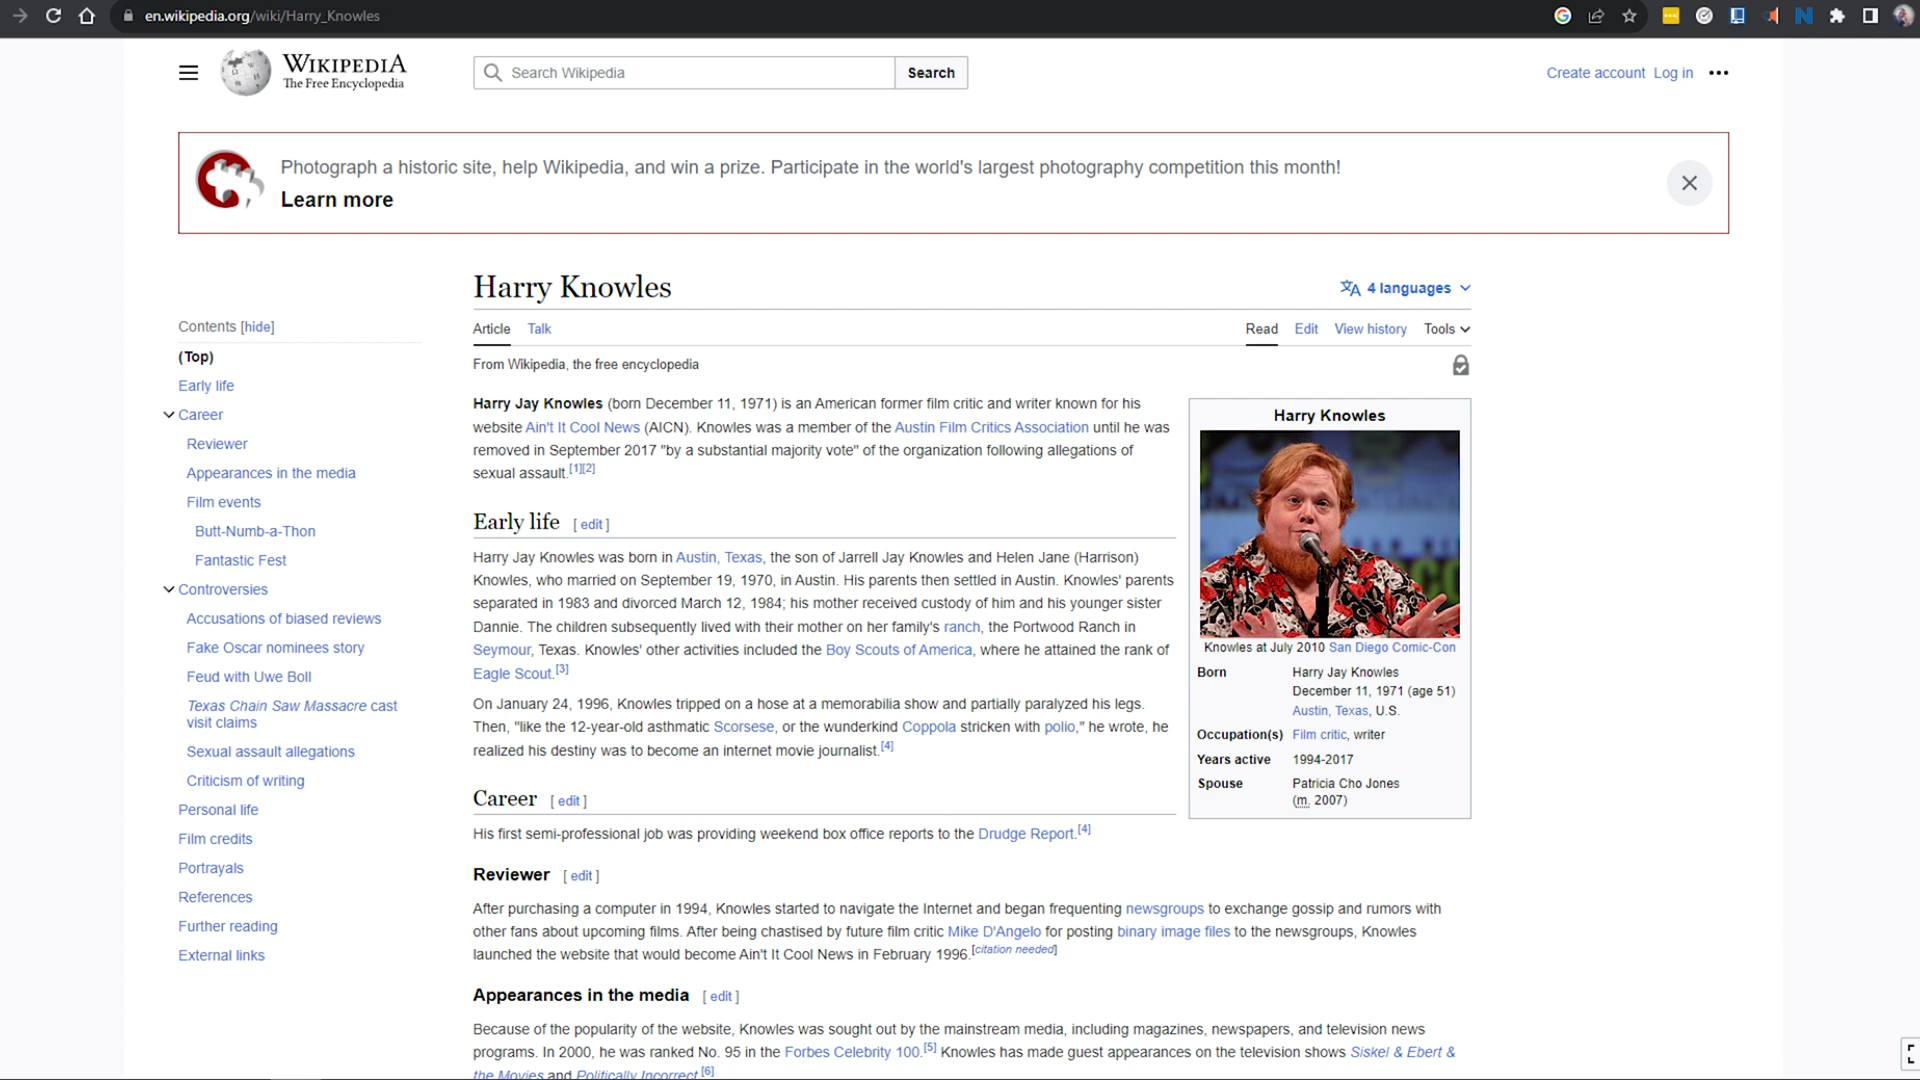 en.wikipedia.org/wiki/Harry_Knowles
WIKIPEDIA
The Free Encyclopedia
Search Wikipedia
Search
Create account Log in
Photograph a historic site, help Wikipedia, and win a prize. Participate in the world's largest photography competition this month!
Learn more
Harry Knowles
4 languages
Article Talk
Read Edit View history Tools
From Wikipedia, the free encyclopedia
Contents [hide]
(Top)
Early life
Career
Reviewer
Appearances in the media
Film events
Butt-Numb-a-Thon
Fantastic Fest
Controversies
Accusations of biased reviews
Fake Oscar nominees story
Feud with Uwe Boll
Texas Chain Saw Massacre cast
visit claims
Sexual assault allegations
Criticism of writing
Personal life
Film credits
Portrayals
References
Further reading
External links
Harry Jay Knowles (born December 11, 1971) is an American former film critic and writer known for his
website Ain't It Cool News (AICN). Knowles was a member of the Austin Film Critics Association until he was
removed in September 2017 "by a substantial majority vote" of the organization following allegations of
sexual assault.[1][2]
Early life [ edit ]
Harry Jay Knowles was born in Austin, Texas, the son of Jarrell Jay Knowles and Helen Jane (Harrison)
Knowles, who married on September 19, 1970, in Austin. His parents then settled in Austin. Knowles' parents
separated in 1983 and divorced March 12, 1984; his mother received custody of him and his younger sister
Dannie. The children subsequently lived with their mother on her family's ranch, the Portwood Ranch in
Seymour, Texas. Knowles' other activities included the Boy Scouts of America, where he attained the rank of
Eagle Scout.[3]
On January 24, 1996, Knowles tripped on a hose at a memorabilia show and partially paralyzed his legs.
Then, "like the 12-year-old asthmatic Scorsese, or the wunderkind Coppola stricken with polio," he wrote, he
realized his destiny was to become an internet movie journalist.[4]
Career [ edit ]
His first semi-professional job was providing weekend box office reports to the Drudge Report.[4]
Reviewer [ edit ]
After purchasing a computer in 1994, Knowles started to navigate the Internet and began frequenting newsgroups to exchange gossip and rumors with
other fans about upcoming films. After being chastised by future film critic Mike D'Angelo for posting binary image files to the newsgroups, Knowles
launched the website that would become Ain't It Cool News in February 1996.[citation needed]
Appearances in the media [ edit ]
Because of the popularity of the website, Knowles was sought out by the mainstream media, including magazines, newspapers, and television news
programs. In 2000, he was ranked No. 95 in the Forbes Celebrity 100.[5] Knowles has made guest appearances on the television shows Siskel & Ebert &
the Movies and Politically Incorrect.[6]
Harry Knowles
Knowles at July 2010 San Diego Comic-Con
Born Harry Jay Knowles
December 11, 1971 (age 51)
Austin, Texas, U.S.
Occupation(s) Film critic, writer
Years active 1994-2017
Spouse Patricia Cho Jones
(m. 2007)